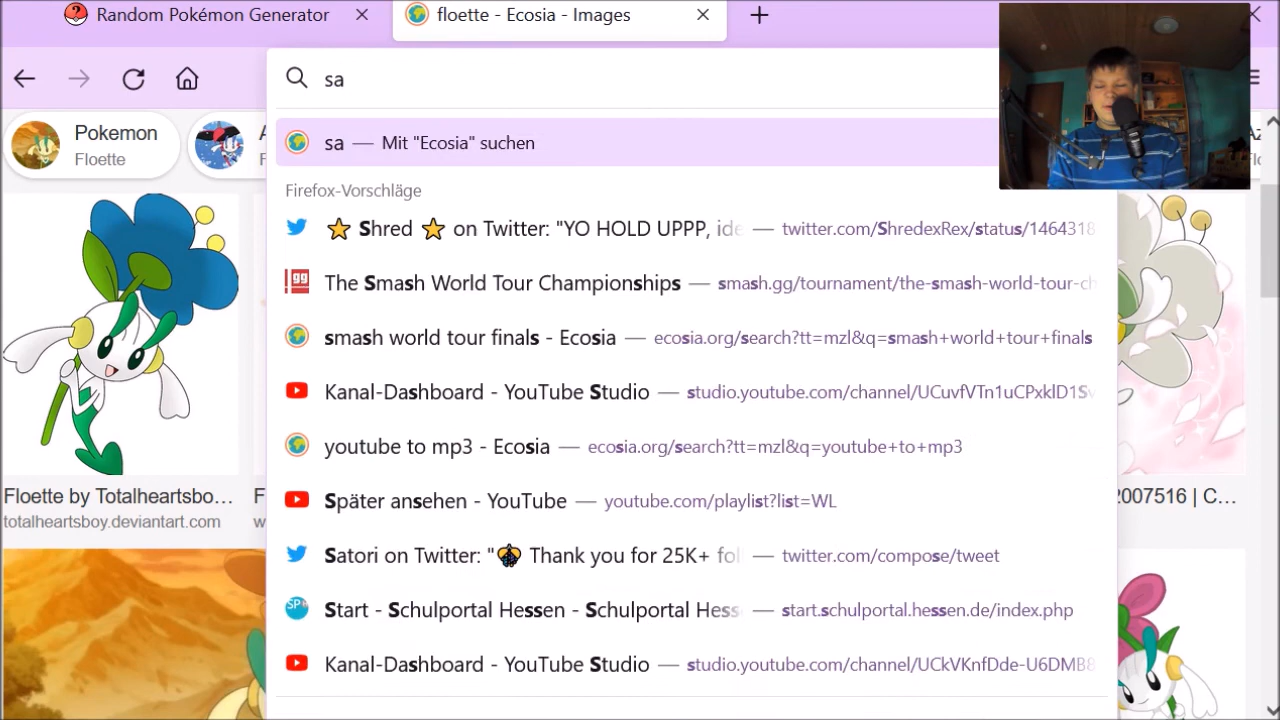 Random Pokémon Generator
floette - Ecosia - Images
sa
sa — Mit "Ecosia" suchen
Firefox-Vorschläge
⭐ Shred ⭐ on Twitter: "YO HOLD UPPP, ide — twitter.com/ShredexRex/status/1464318
The Smash World Tour Championships — smash.gg/tournament/the-smash-world-tour-ch
smash world tour finals - Ecosia — ecosia.org/search?tt=mzl&q=smash+world+tour+finals
Kanal-Dashboard - YouTube Studio — studio.youtube.com/channel/UCuvfVTn1uCPxklD1Sv
youtube to mp3 - Ecosia — ecosia.org/search?tt=mzl&q=youtube+to+mp3
Später ansehen - YouTube — youtube.com/playlist?list=WL
Satori on Twitter: " Thank you for 25K+ fol — twitter.com/compose/tweet
Start - Schulportal Hessen - Schulportal Hess — start.schulportal.hessen.de/index.php
Kanal-Dashboard - YouTube Studio — studio.youtube.com/channel/UCkVKnfDde-U6DMB8
Pokemon
Floette
Floette by Totalheartsbo...
totalheartsboy.deviantart.com
2007516 | C...